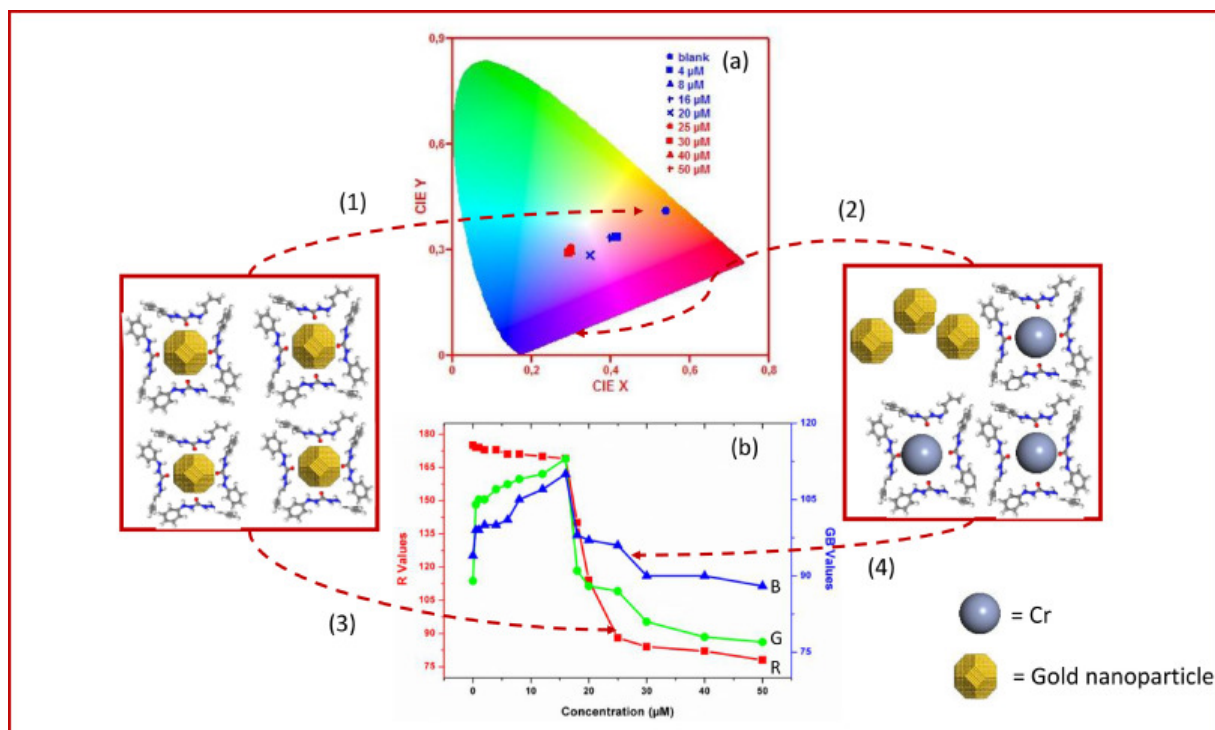 0,9
(a)
blank
4 µM
8 µM
16 µM
20 µM
25 µM
30 µM
40 µM
50 µM
0,6
CIE Y
0,3
0
0
0,2
0,4
0,6
0,8
CIE X
(1)
(2)
(b)
180
165
150
135
120
105
90
75
R Values
120
105
90
75
GB Values
B
G
R
0
10
20
30
40
50
Concentration (µM)
(3)
(4)
= Cr
= Gold nanoparticle